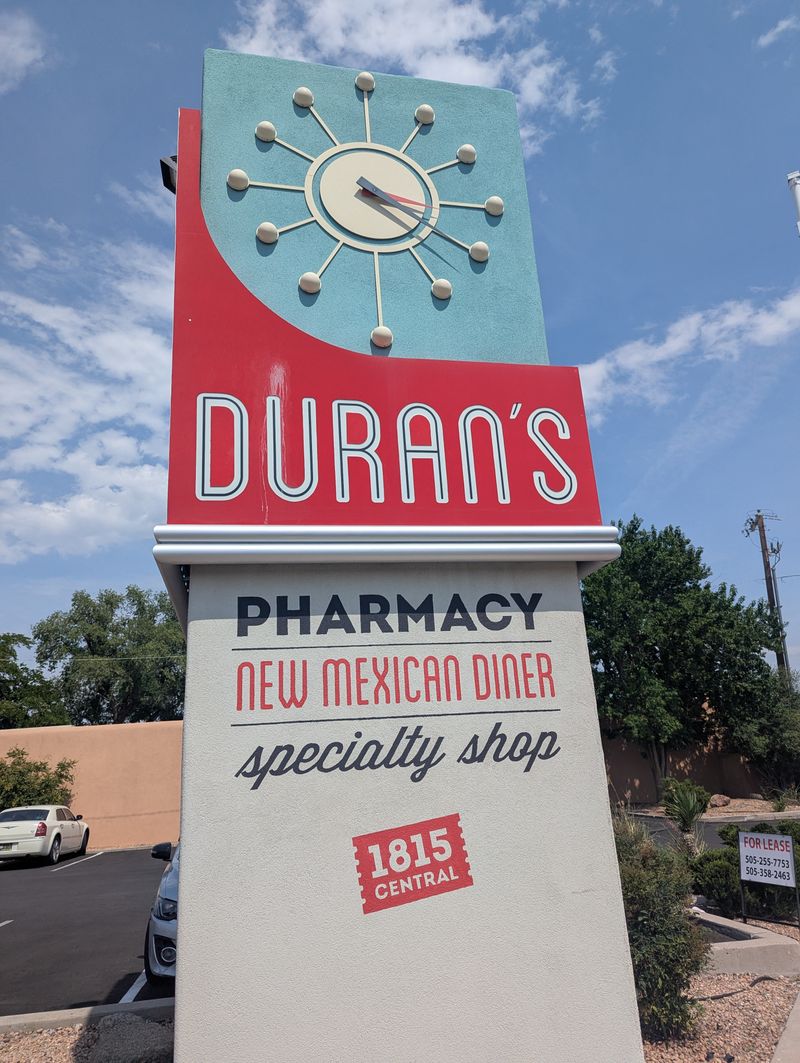 DURAN'S
PHARMACY
NEW MEXICAN DINER
specialty shop
1815
CENTRAL
FOR LEASE
505-255-7753
505-358-2463